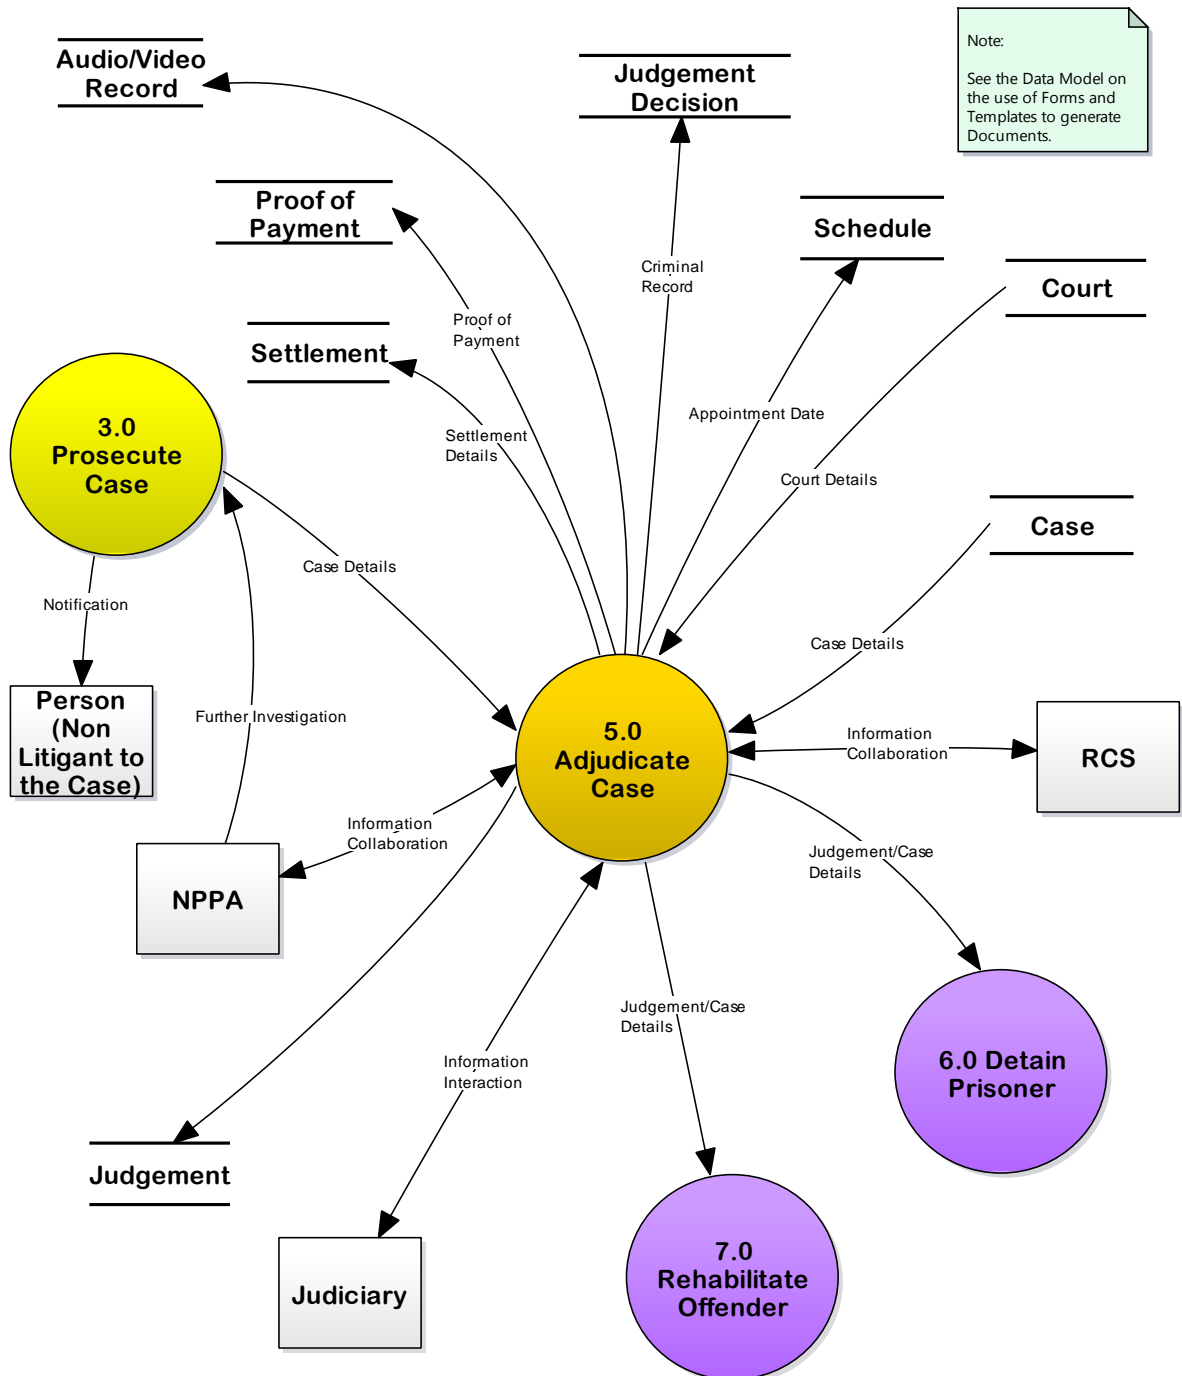 Note:
See the Data Model on
the use of Forms and
Templates to generate
Documents.
Audio/Video
Record
Judgement
Decision
Proof of
Payment
Schedule
Court
Criminal
Record
Proof of
Payment
Settlement
Appointment Date
Settlement
Details
Court Details
3.0
Prosecute
Case
Case
Case Details
Notification
Case Details
Person
(Non
Litigant to
the Case)
Further Investigation
5.0
Adjudicate
Case
Information
Collaboration
RCS
Information
Collaboration
Judgement/Case
Details
NPPA
Judgement/Case
Details
Information
Interaction
6.0 Detain
Prisoner
Judgement
Judiciary
7.0
Rehabilitate
Offender